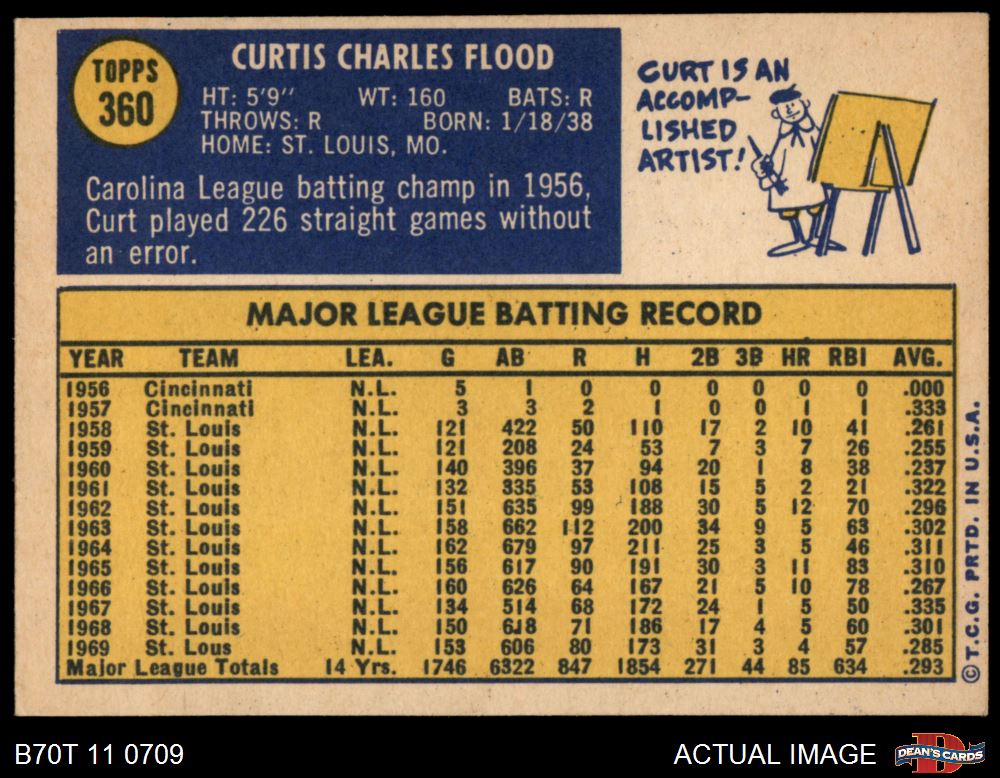 TOPPS
360
CURTIS CHARLES FLOOD
HT: 5'9" WT: 160 BATS: R
THROWS: R BORN: 1/18/38
HOME: ST. LOUIS, MO.
Carolina League batting champ in 1956,
Curt played 226 straight games without
an error.
CURT IS AN
ACCOMP-
LISHED
ARTIST!
MAJOR LEAGUE BATTING RECORD
YEAR TEAM LEA. G AB R H 2B 3B HR RBI AVG.
1956 Cincinnati N.L. 5 1 0 0 0 0 0 0 .000
1957 Cincinnati N.L. 3 3 2 1 0 0 1 1 .333
1958 St. Louis N.L. 121 422 50 110 17 2 10 41 .261
1959 St. Louis N.L. 121 208 24 53 7 3 7 26 .255
1960 St. Louis N.L. 140 396 37 94 20 1 8 38 .237
1961 St. Louis N.L. 132 335 53 108 15 5 2 21 .322
1962 St. Louis N.L. 151 635 99 188 30 5 12 70 .296
1963 St. Louis N.L. 158 662 112 200 34 9 5 63 .302
1964 St. Louis N.L. 162 679 97 211 25 3 5 46 .311
1965 St. Louis N.L. 156 617 90 191 30 3 11 83 .310
1966 St. Louis N.L. 160 626 64 167 21 5 10 78 .267
1967 St. Louis N.L. 134 514 68 172 24 1 5 50 .335
1968 St. Louis N.L. 150 618 71 186 17 4 5 60 .301
1969 St. Lous N.L. 153 606 80 173 31 3 4 57 .285
Major League Totals 14 Yrs. 1746 6322 847 1854 271 44 85 634 .293
© T.C.G. PRTD. IN U.S.A.
B70T 11 0709
ACTUAL IMAGE
D
DEAN'S CARDS